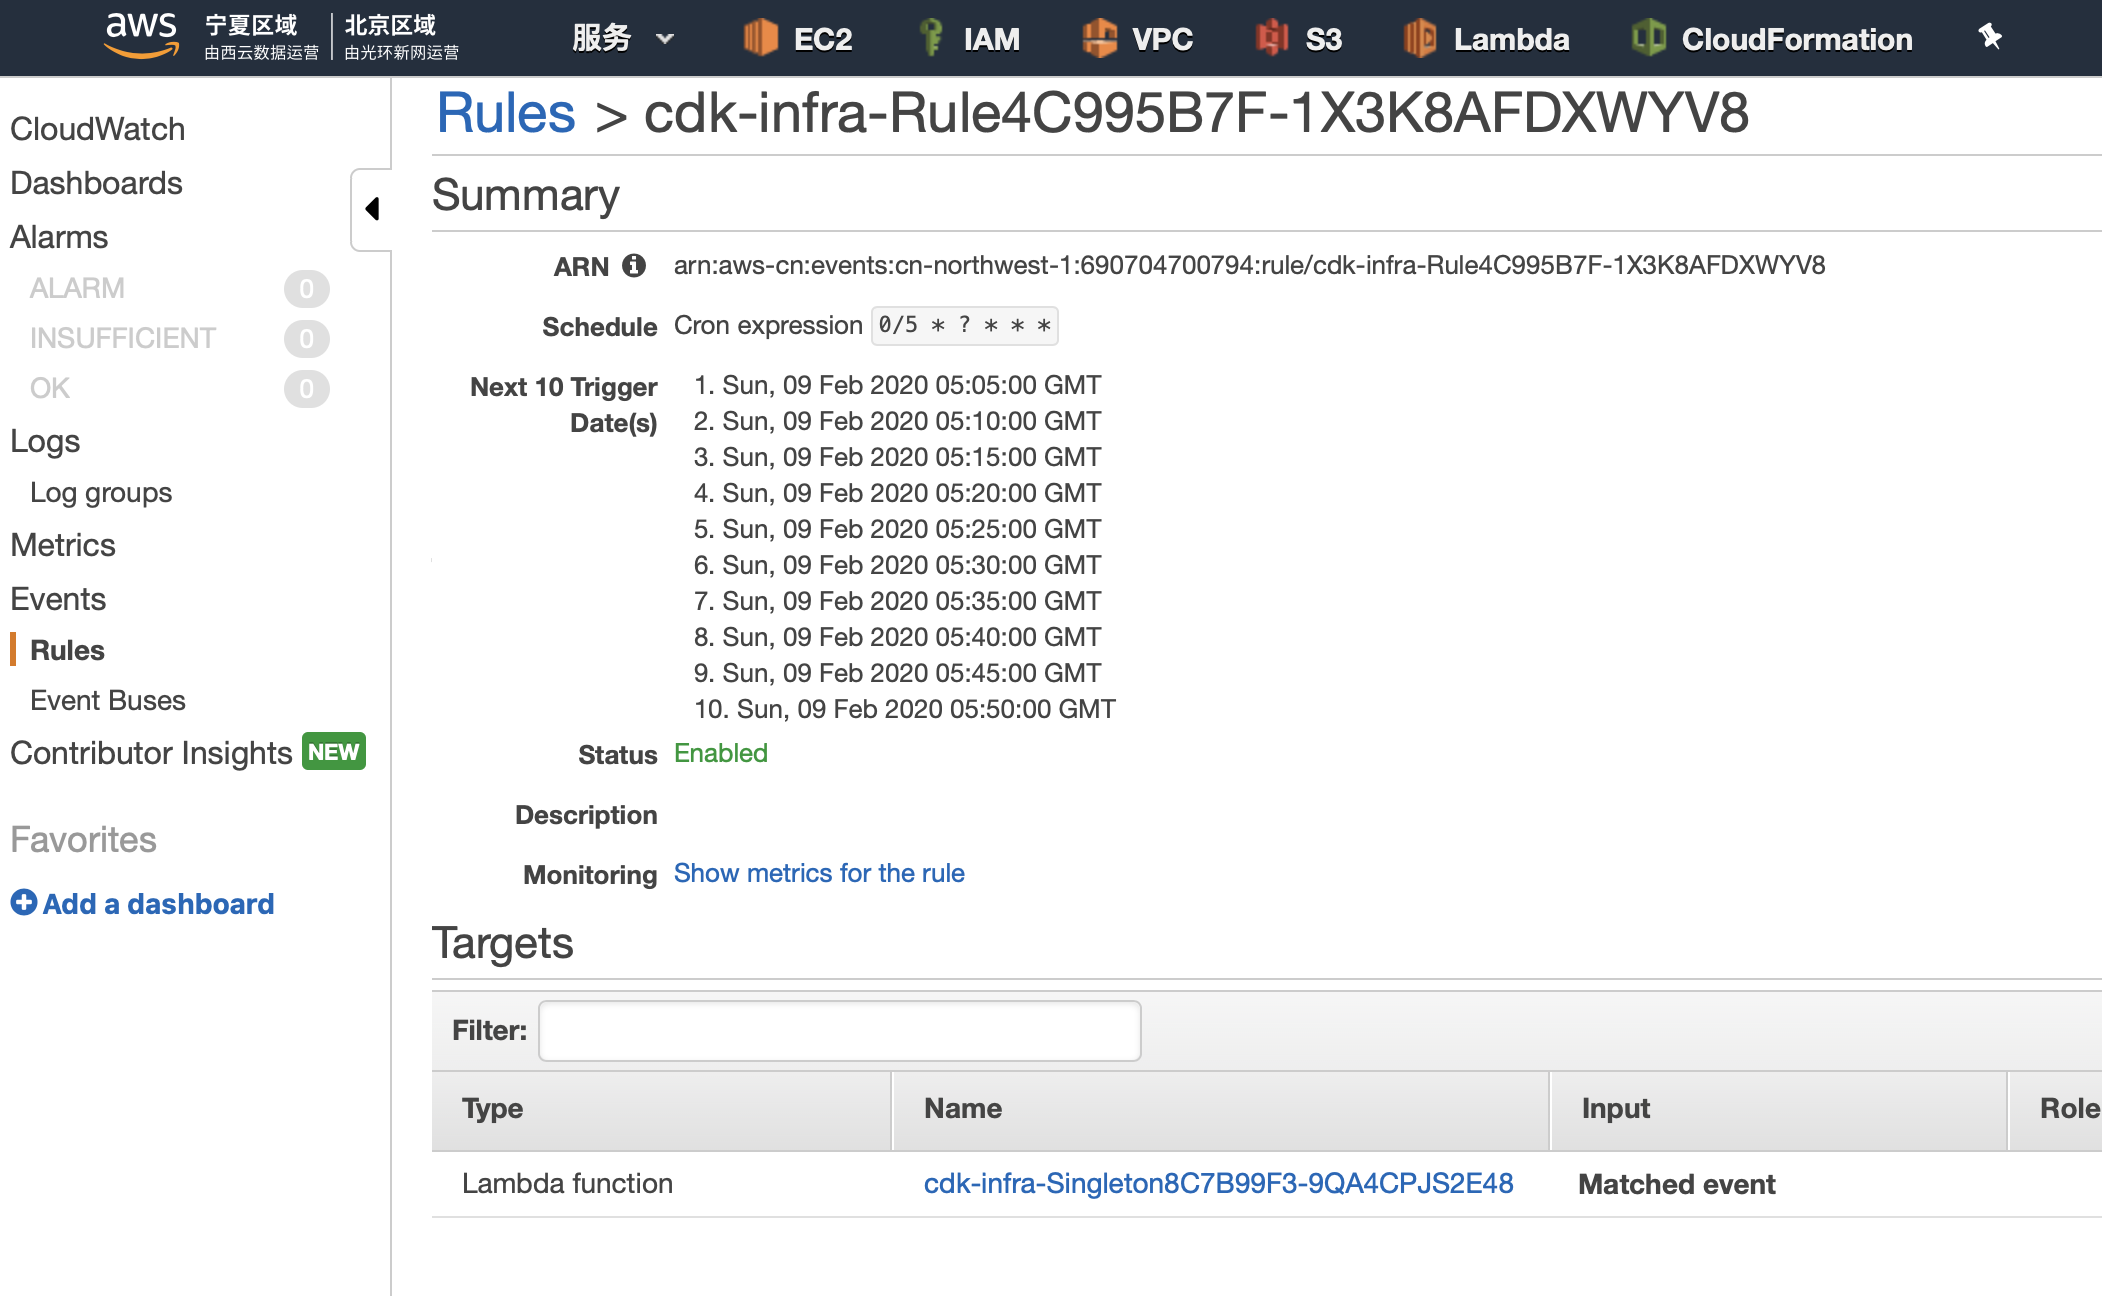 aws 宁夏区域 北京区域 服务 EC2 IAM VPC S3 Lambda CloudFormation
由西云数据运营 由光环新网运营
CloudWatch
Dashboards
Alarms
ALARM 0
INSUFFICIENT 0
OK 0
Logs
Log groups
Metrics
Events
Rules
Event Buses
Contributor Insights NEW
Favorites
Add a dashboard
Rules > cdk-infra-Rule4C995B7F-1X3K8AFDXWYV8
Summary
ARN arn:aws-cn:events:cn-northwest-1:690704700794:rule/cdk-infra-Rule4C995B7F-1X3K8AFDXWYV8
Schedule Cron expression 0/5 * ? * * *
Next 10 Trigger Date(s)
1. Sun, 09 Feb 2020 05:05:00 GMT
2. Sun, 09 Feb 2020 05:10:00 GMT
3. Sun, 09 Feb 2020 05:15:00 GMT
4. Sun, 09 Feb 2020 05:20:00 GMT
5. Sun, 09 Feb 2020 05:25:00 GMT
6. Sun, 09 Feb 2020 05:30:00 GMT
7. Sun, 09 Feb 2020 05:35:00 GMT
8. Sun, 09 Feb 2020 05:40:00 GMT
9. Sun, 09 Feb 2020 05:45:00 GMT
10. Sun, 09 Feb 2020 05:50:00 GMT
Status Enabled
Description
Monitoring Show metrics for the rule
Targets
Filter:
Type Name Input Role
Lambda function cdk-infra-Singleton8C7B99F3-9QA4CPJS2E48 Matched event